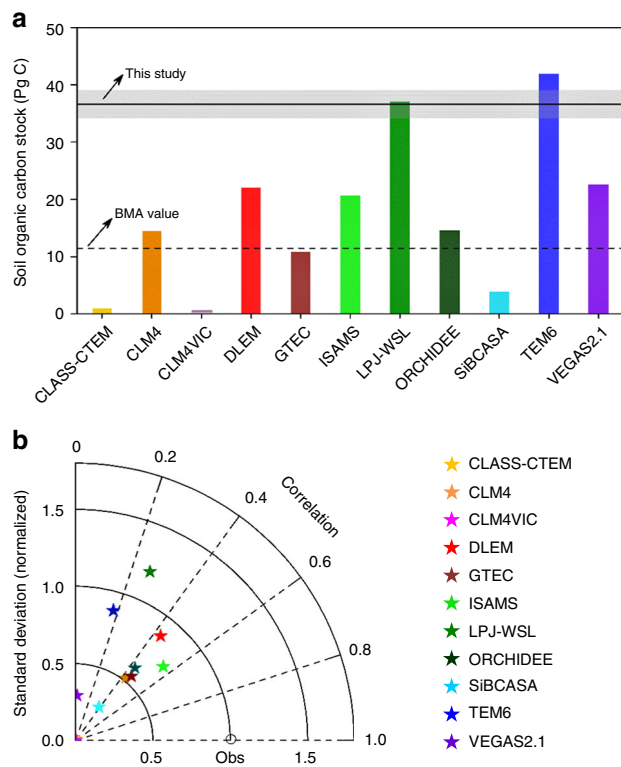 a
Soil organic carbon stock (Pg C)
50
40
30
20
10
0
This study
BMA value
CLASS-CTEM
CLM4
CLM4VIC
DLEM
GTEC
ISAMS
LPJ-WSL
ORCHIDEE
SiBCASA
TEM6
VEGAS2.1
b
Standard deviation (normalized)
1.5
1.0
0.5
0.0
0
0.2
0.4
0.6
0.8
1.0
Correlation
0.5
Obs
1.5
CLASS-CTEM
CLM4
CLM4VIC
DLEM
GTEC
ISAMS
LPJ-WSL
ORCHIDEE
SiBCASA
TEM6
VEGAS2.1